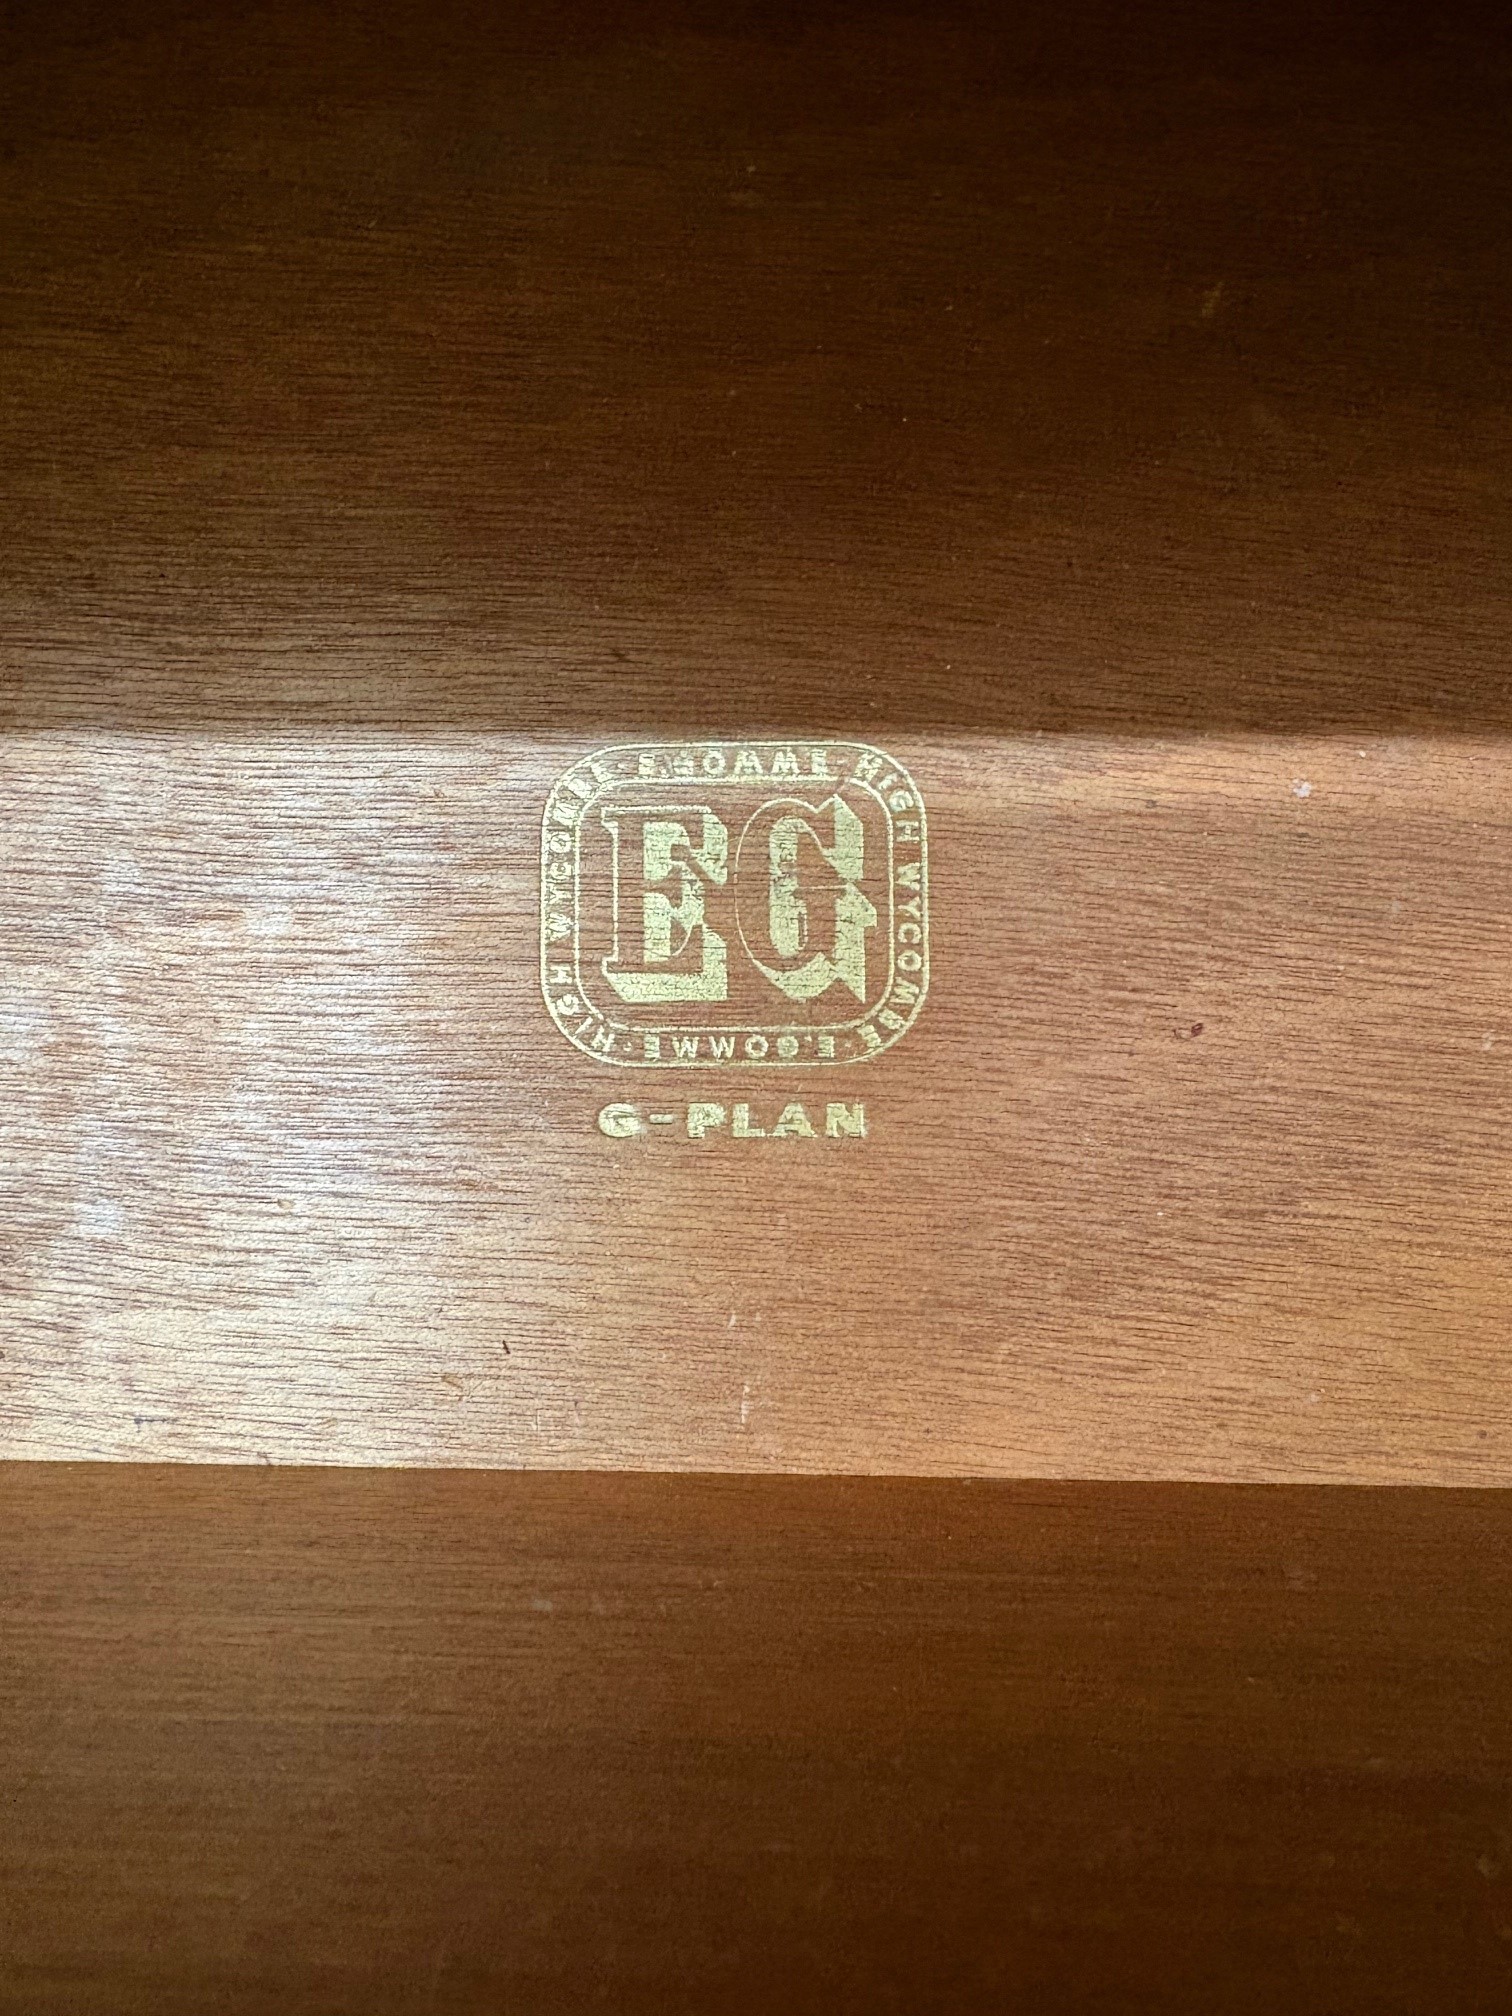 E. GOMME · HIGH WYCOMBE · E. GOMME · HIGH WYCOMBE ·
EG
G-PLAN